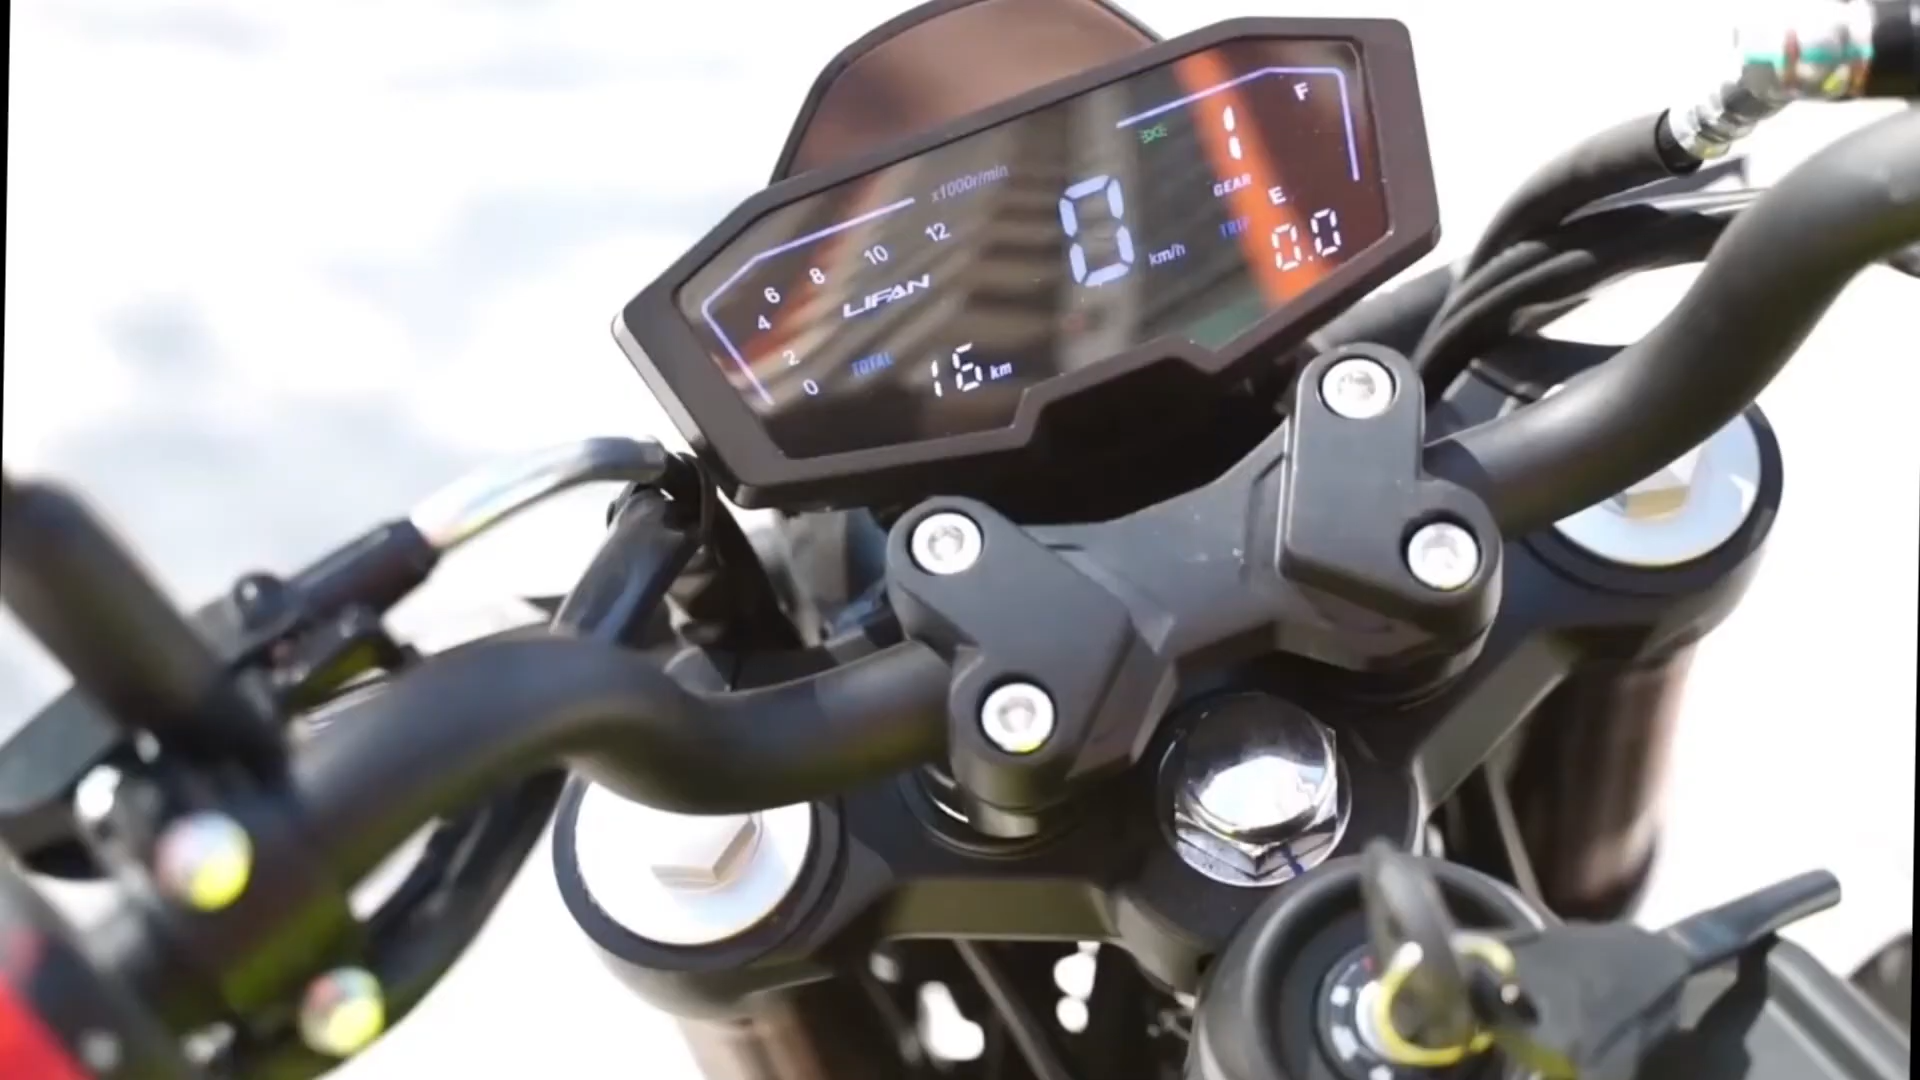 x1000r/min
0
2
4
6
8
10
12
LIFAN
TOTAL 16 km
0 km/h
1
GEAR
F
E
TRIP 0.0